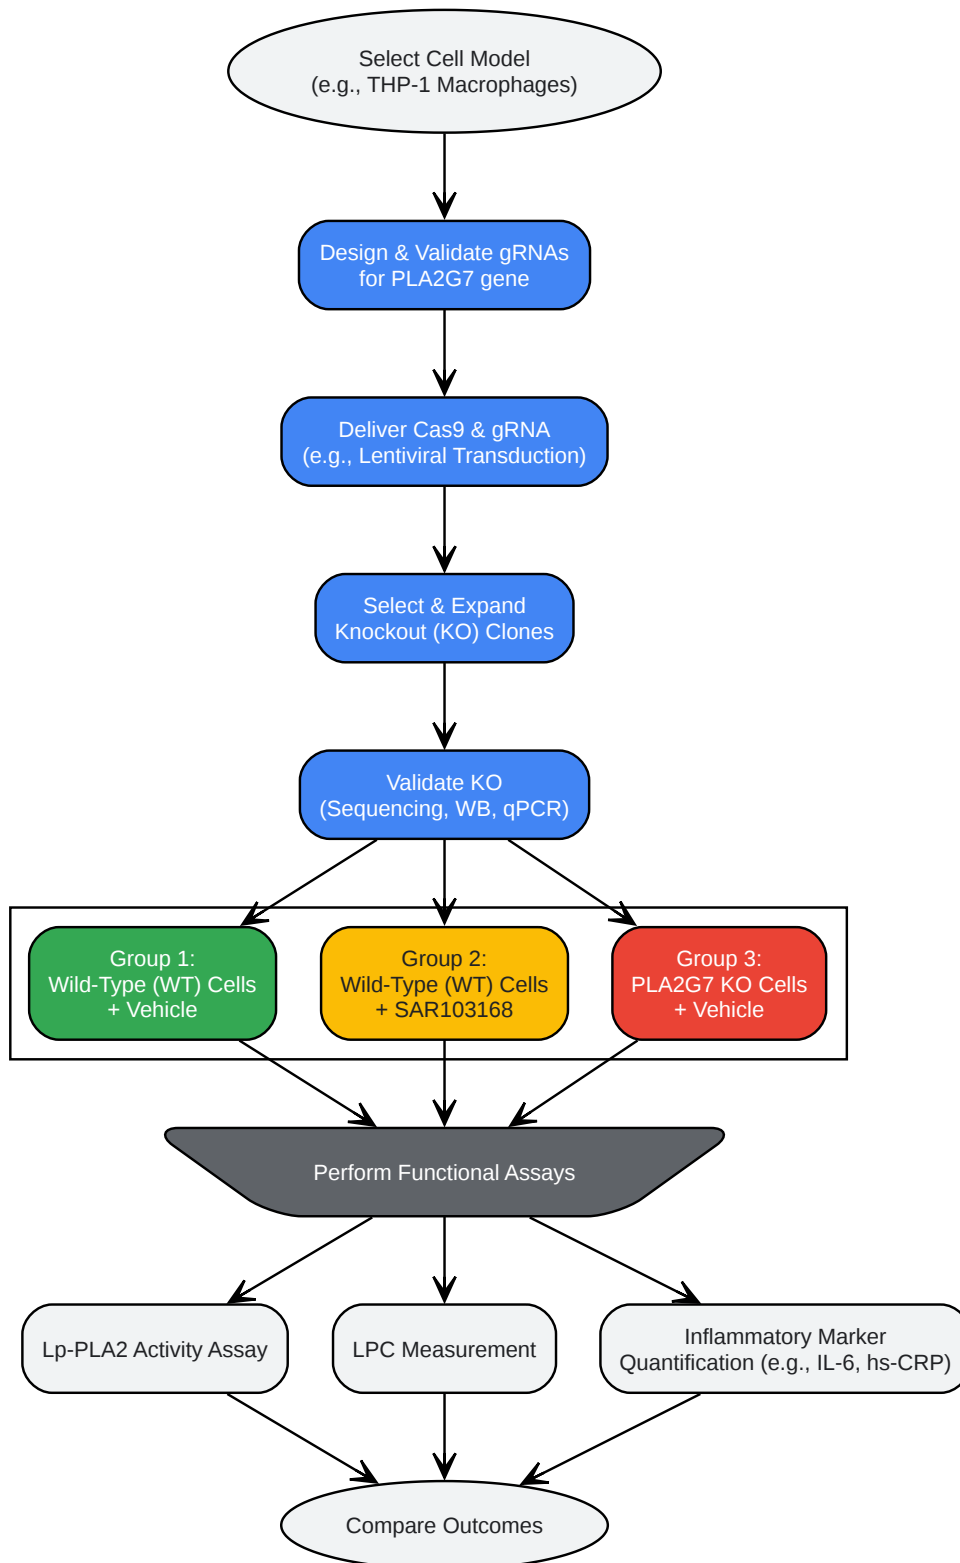 Select Cell Model
(e.g., THP-1 Macrophages)
Design & Validate gRNAs
for PLA2G7 gene
Deliver Cas9 & gRNA
(e.g., Lentiviral Transduction)
Select & Expand
Knockout (KO) Clones
Validate KO
(Sequencing, WB, qPCR)
Group 1:
Wild-Type (WT) Cells
+ Vehicle
Group 2:
Wild-Type (WT) Cells
+ SAR103168
Group 3:
PLA2G7 KO Cells
+ Vehicle
Perform Functional Assays
Lp-PLA2 Activity Assay
LPC Measurement
Inflammatory Marker
Quantification (e.g., IL-6, hs-CRP)
Compare Outcomes